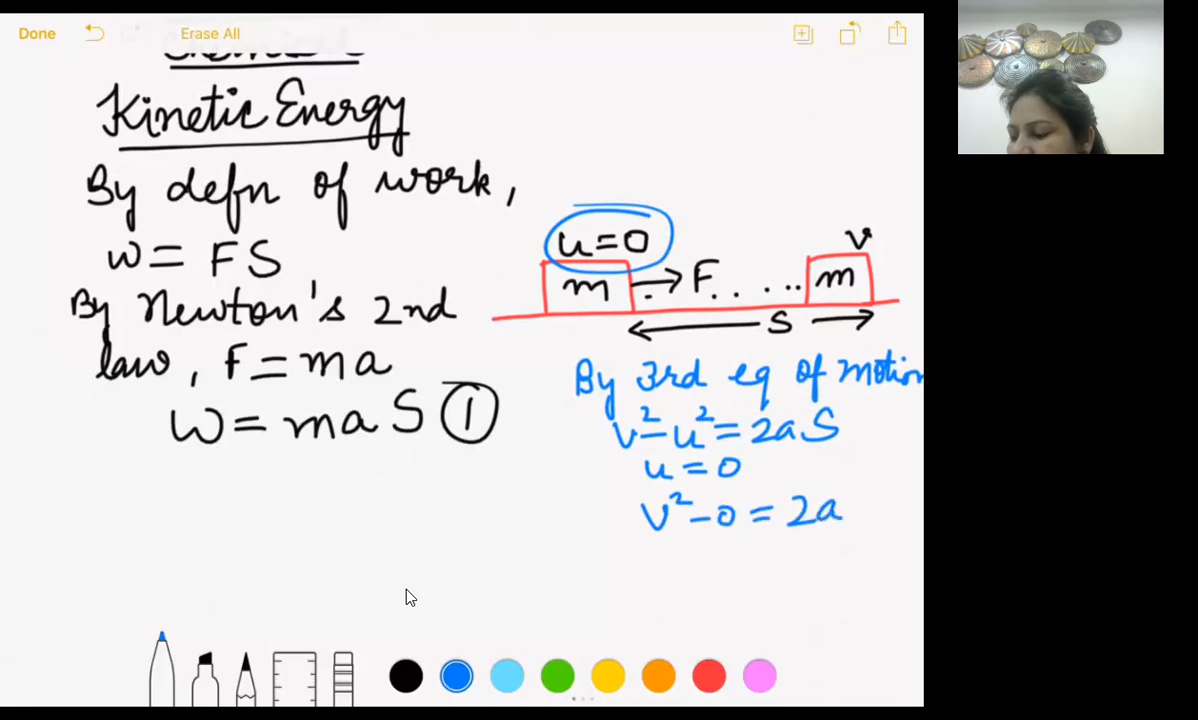 Done
Erase All
Kinetic Energy
By defn of work,
W = FS
By Newton's 2nd
law, F = ma
W = maS ①
u=0
m → F . . . . . m
v
S
By 3rd eq of motion
v²-u² = 2aS
u = 0
v²-0 = 2a